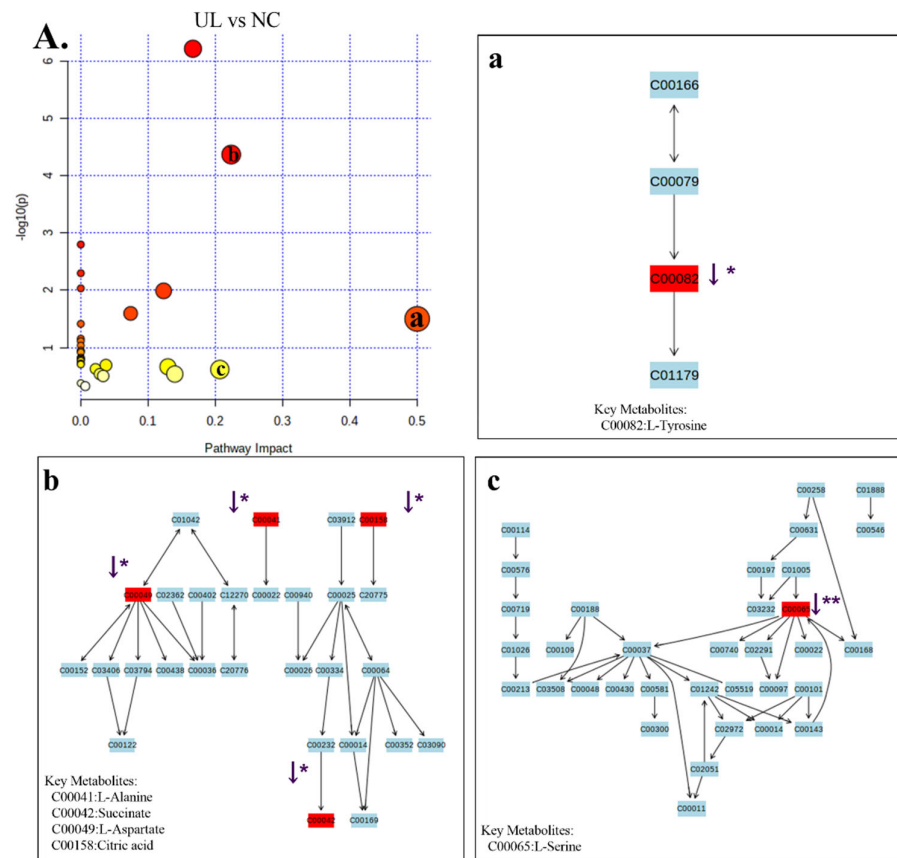 A.
UL vs NC
-log10(p)
6
5
4
3
2
1
b
a
c
0.0 0.1 0.2 0.3 0.4 0.5
Pathway Impact
a
C00166
C00079
C00082 ↓*
C01179
Key Metabolites:
C00082:L-Tyrosine
b
↓* ↓*
C01042 C00041 C03912 C00158
↓*
C00049 C02362 C00402 C12270 C00022 C00940 C00025 C20775
C00152 C03406 C03794 C00438 C00036 C20776 C00026 C00334 C00064
C00122 C00232 C00014 C00352 C03090
↓*
C00042 C00169
Key Metabolites:
C00041:L-Alanine
C00042:Succinate
C00049:L-Aspartate
C00158:Citric acid
c
C00258 C01888
C00114 C00631 C00546
C00576 C00197 C01005
C00719 C00188 C03232 C00065 ↓**
C01026 C00109 C00037 C00740 C02291 C00022 C00168
C00213 C03508 C00048 C00430 C00581 C01242 C05519 C00097 C00101
C00300 C02972 C00014 C00143
C02051
C00011
Key Metabolites:
C00065:L-Serine